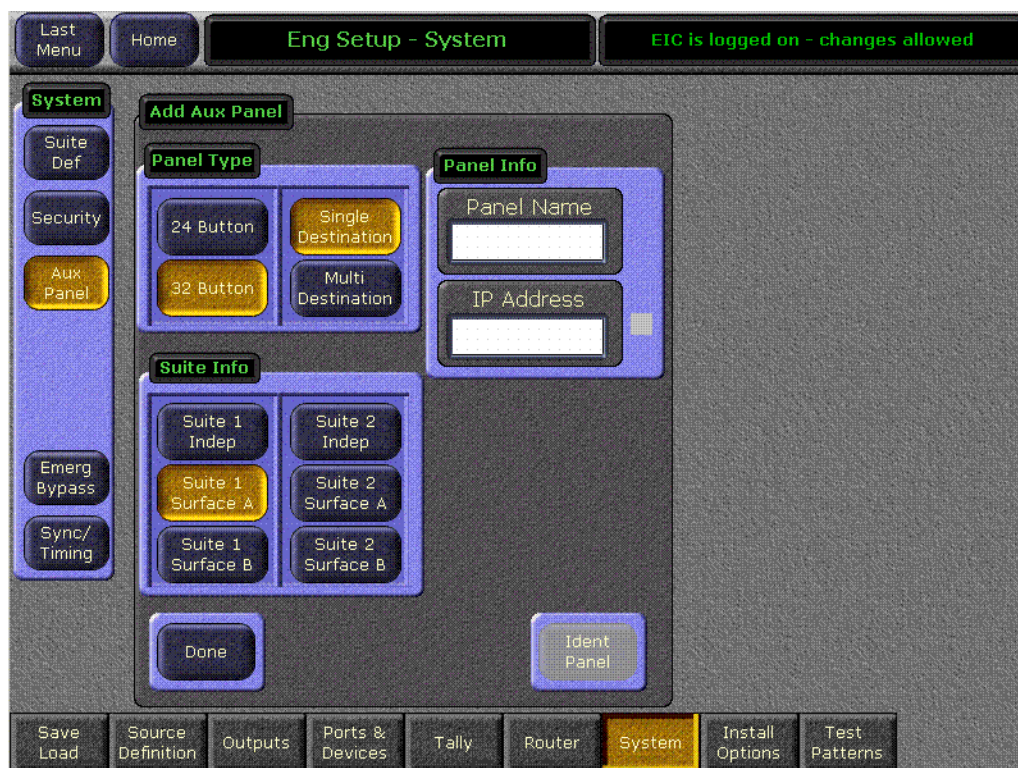 Last
Menu
Home
Eng Setup - System
EIC is logged on - changes allowed
System
Suite
Def
Security
Aux
Panel
Emerg
Bypass
Sync/
Timing
Add Aux Panel
Panel Type
24 Button
32 Button
Single
Destination
Multi
Destination
Panel Info
Panel Name
IP Address
Suite Info
Suite 1
Indep
Suite 2
Indep
Suite 1
Surface A
Suite 2
Surface A
Suite 1
Surface B
Suite 2
Surface B
Done
Ident
Panel
Save
Load
Source
Definition
Outputs
Ports &
Devices
Tally
Router
System
Install
Options
Test
Patterns